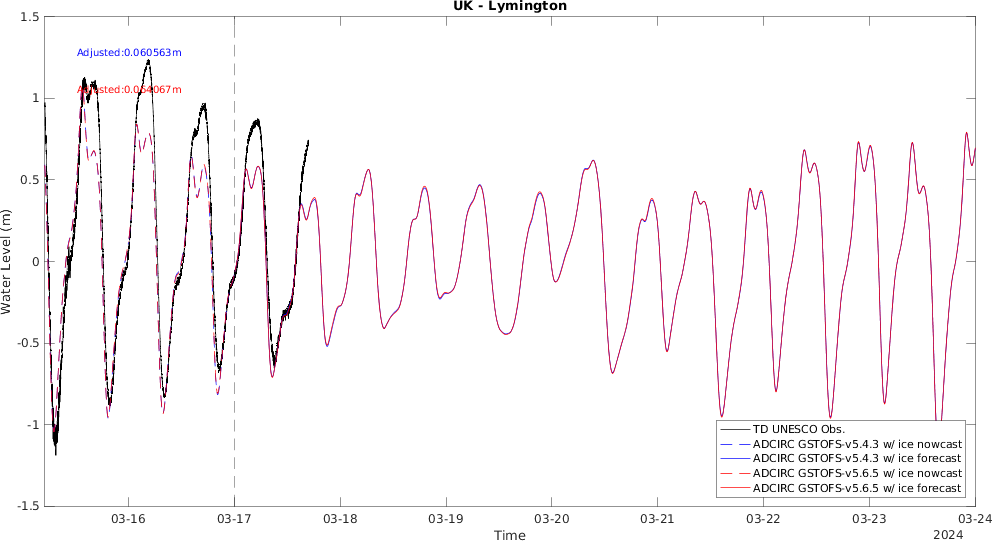 UK - Lymington
1.5
Adjusted:0.060563m
1
Adjusted:0.064067m
0.5
0
-0.5
-1
-1.5
Water Level (m)
TD UNESCO Obs.
ADCIRC GSTOFS-v5.4.3 w/ ice nowcast
ADCIRC GSTOFS-v5.4.3 w/ ice forecast
ADCIRC GSTOFS-v5.6.5 w/ ice nowcast
ADCIRC GSTOFS-v5.6.5 w/ ice forecast
03-16 03-17 03-18 03-19 03-20 03-21 03-22 03-23 03-24
Time
2024